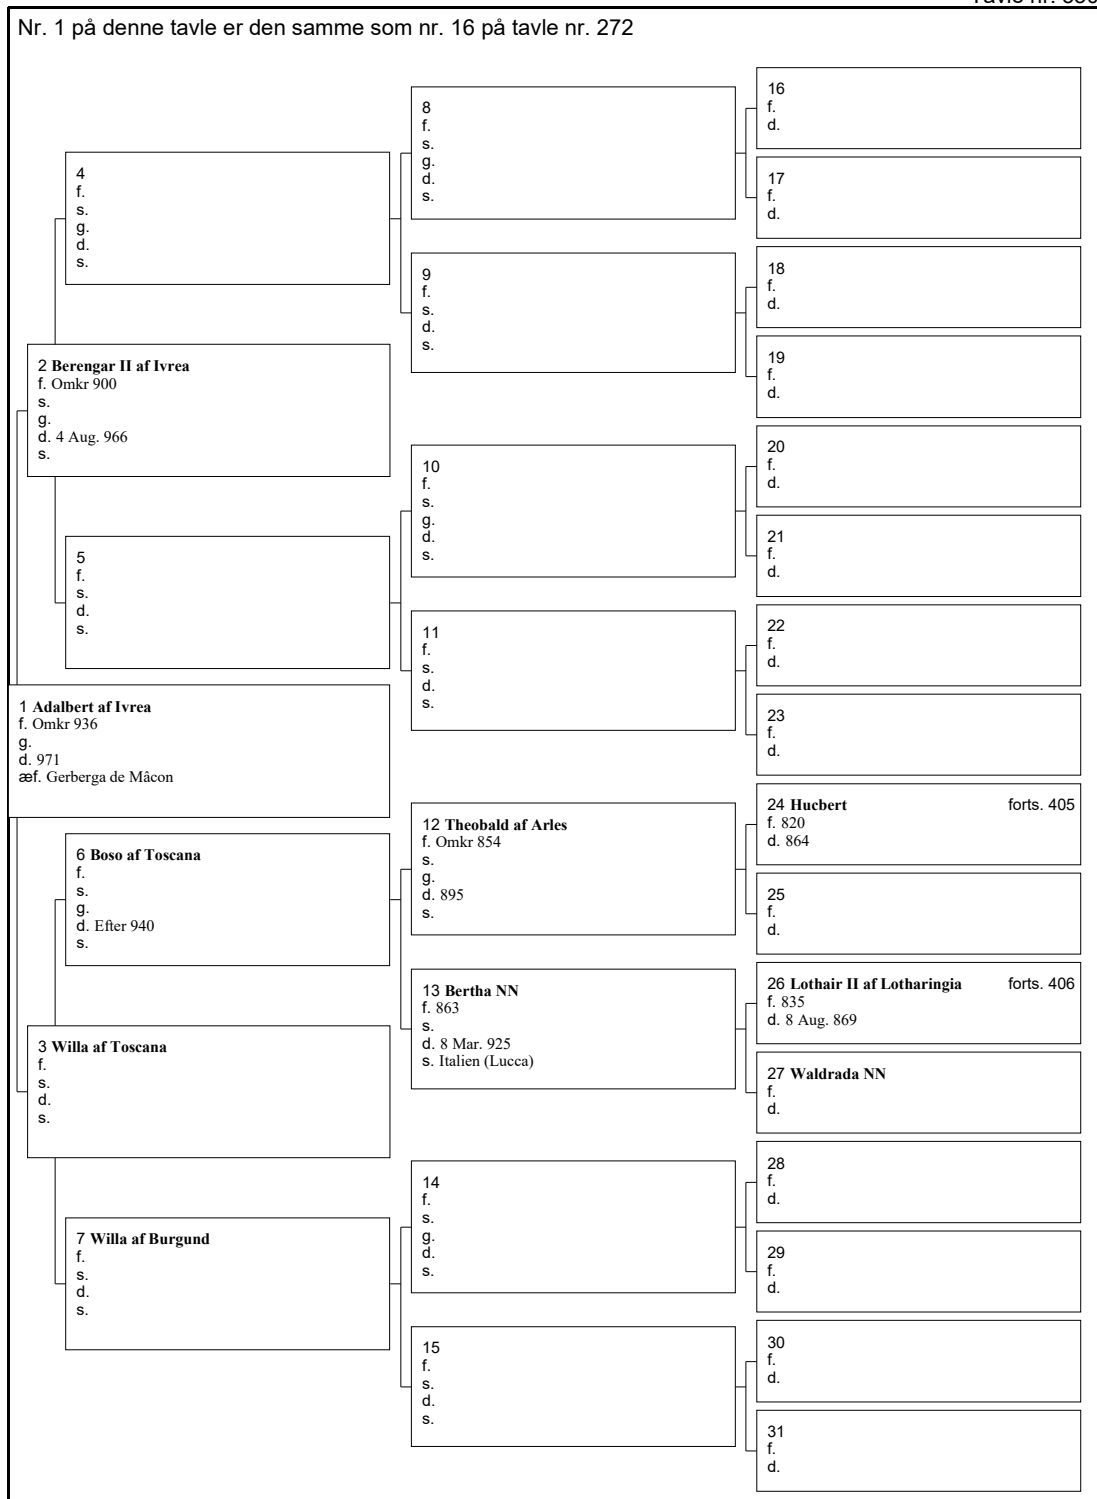 Nr. 1 på denne tavle er den samme som nr. 16 på tavle nr. 272
16
f.
d.
8
f.
s.
g.
d.
s.
17
f.
d.
4
f.
s.
g.
d.
s.
18
f.
d.
9
f.
s.
d.
s.
19
f.
d.
2 Berengar II af Ivrea
f. Omkr 900
s.
g.
d. 4 Aug. 966
s.
20
f.
d.
10
f.
s.
g.
d.
s.
21
f.
d.
5
f.
s.
d.
s.
22
f.
d.
11
f.
s.
d.
s.
23
f.
d.
1 Adalbert af Ivrea
f. Omkr 936
g.
d. 971
æf. Gerberga de Mâcon
24 Hucbert forts. 405
f. 820
d. 864
12 Theobald af Arles
f. Omkr 854
s.
g.
d. 895
s.
25
f.
d.
6 Boso af Toscana
f.
s.
g.
d. Efter 940
s.
26 Lothair II af Lotharingia forts. 406
f. 835
d. 8 Aug. 869
13 Bertha NN
f. 863
s.
d. 8 Mar. 925
s. Italien (Lucca)
27 Waldrada NN
f.
d.
3 Willa af Toscana
f.
s.
d.
s.
28
f.
d.
14
f.
s.
g.
d.
s.
29
f.
d.
7 Willa af Burgund
f.
s.
d.
s.
30
f.
d.
15
f.
s.
d.
s.
31
f.
d.